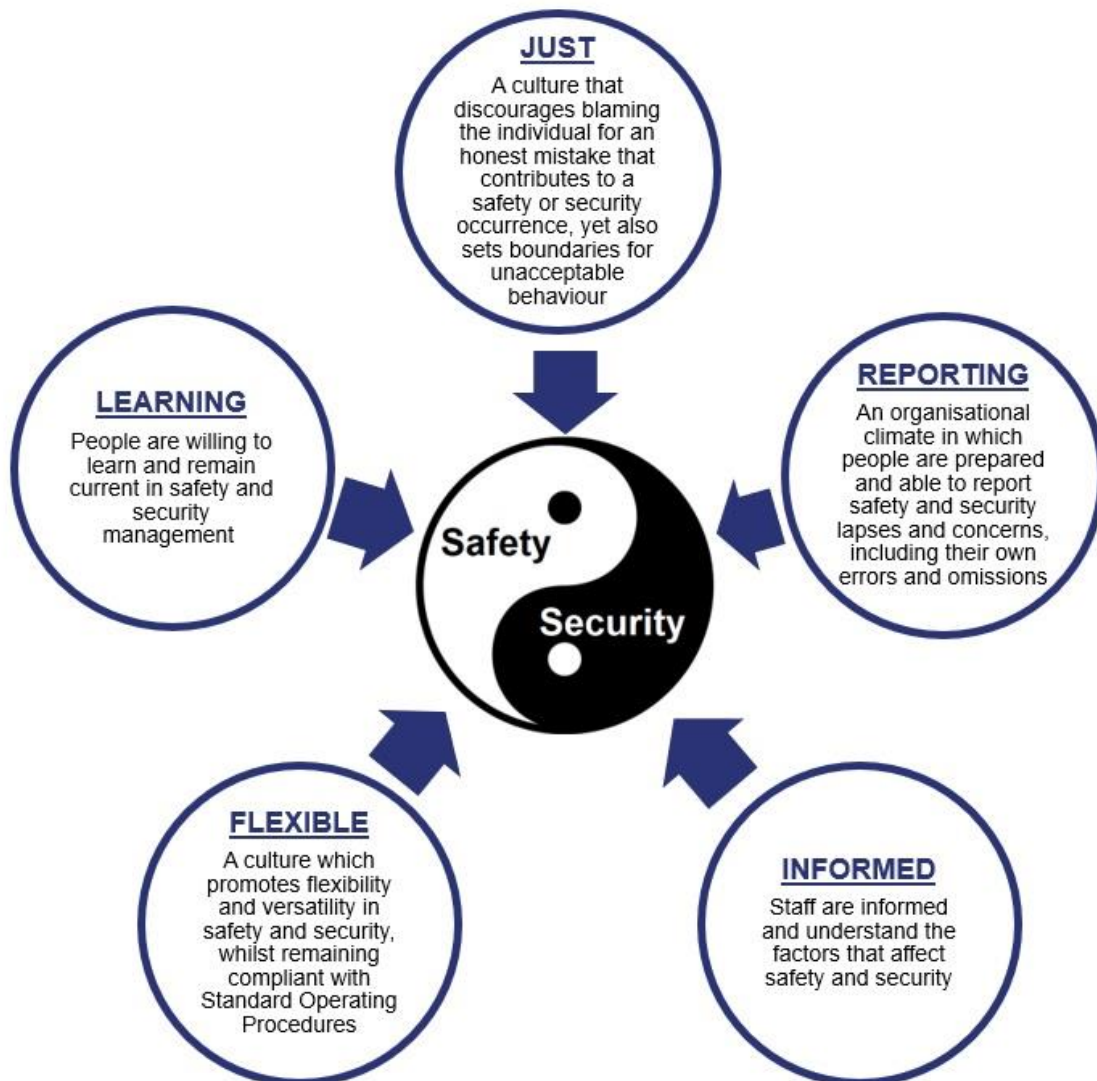 JUST
A culture that
discourages blaming
the individual for an
honest mistake that
contributes to a
safety or security
occurrence, yet also
sets boundaries for
unacceptable
behaviour
LEARNING
People are willing to
learn and remain
current in safety and
security
management
REPORTING
An organisational
climate in which
people are prepared
and able to report
safety and security
lapses and concerns,
including their own
errors and omissions
Safety
Security
FLEXIBLE
A culture which
promotes flexibility
and versatility in
safety and security,
whilst remaining
compliant with
Standard Operating
Procedures
INFORMED
Staff are informed
and understand the
factors that affect
safety and security